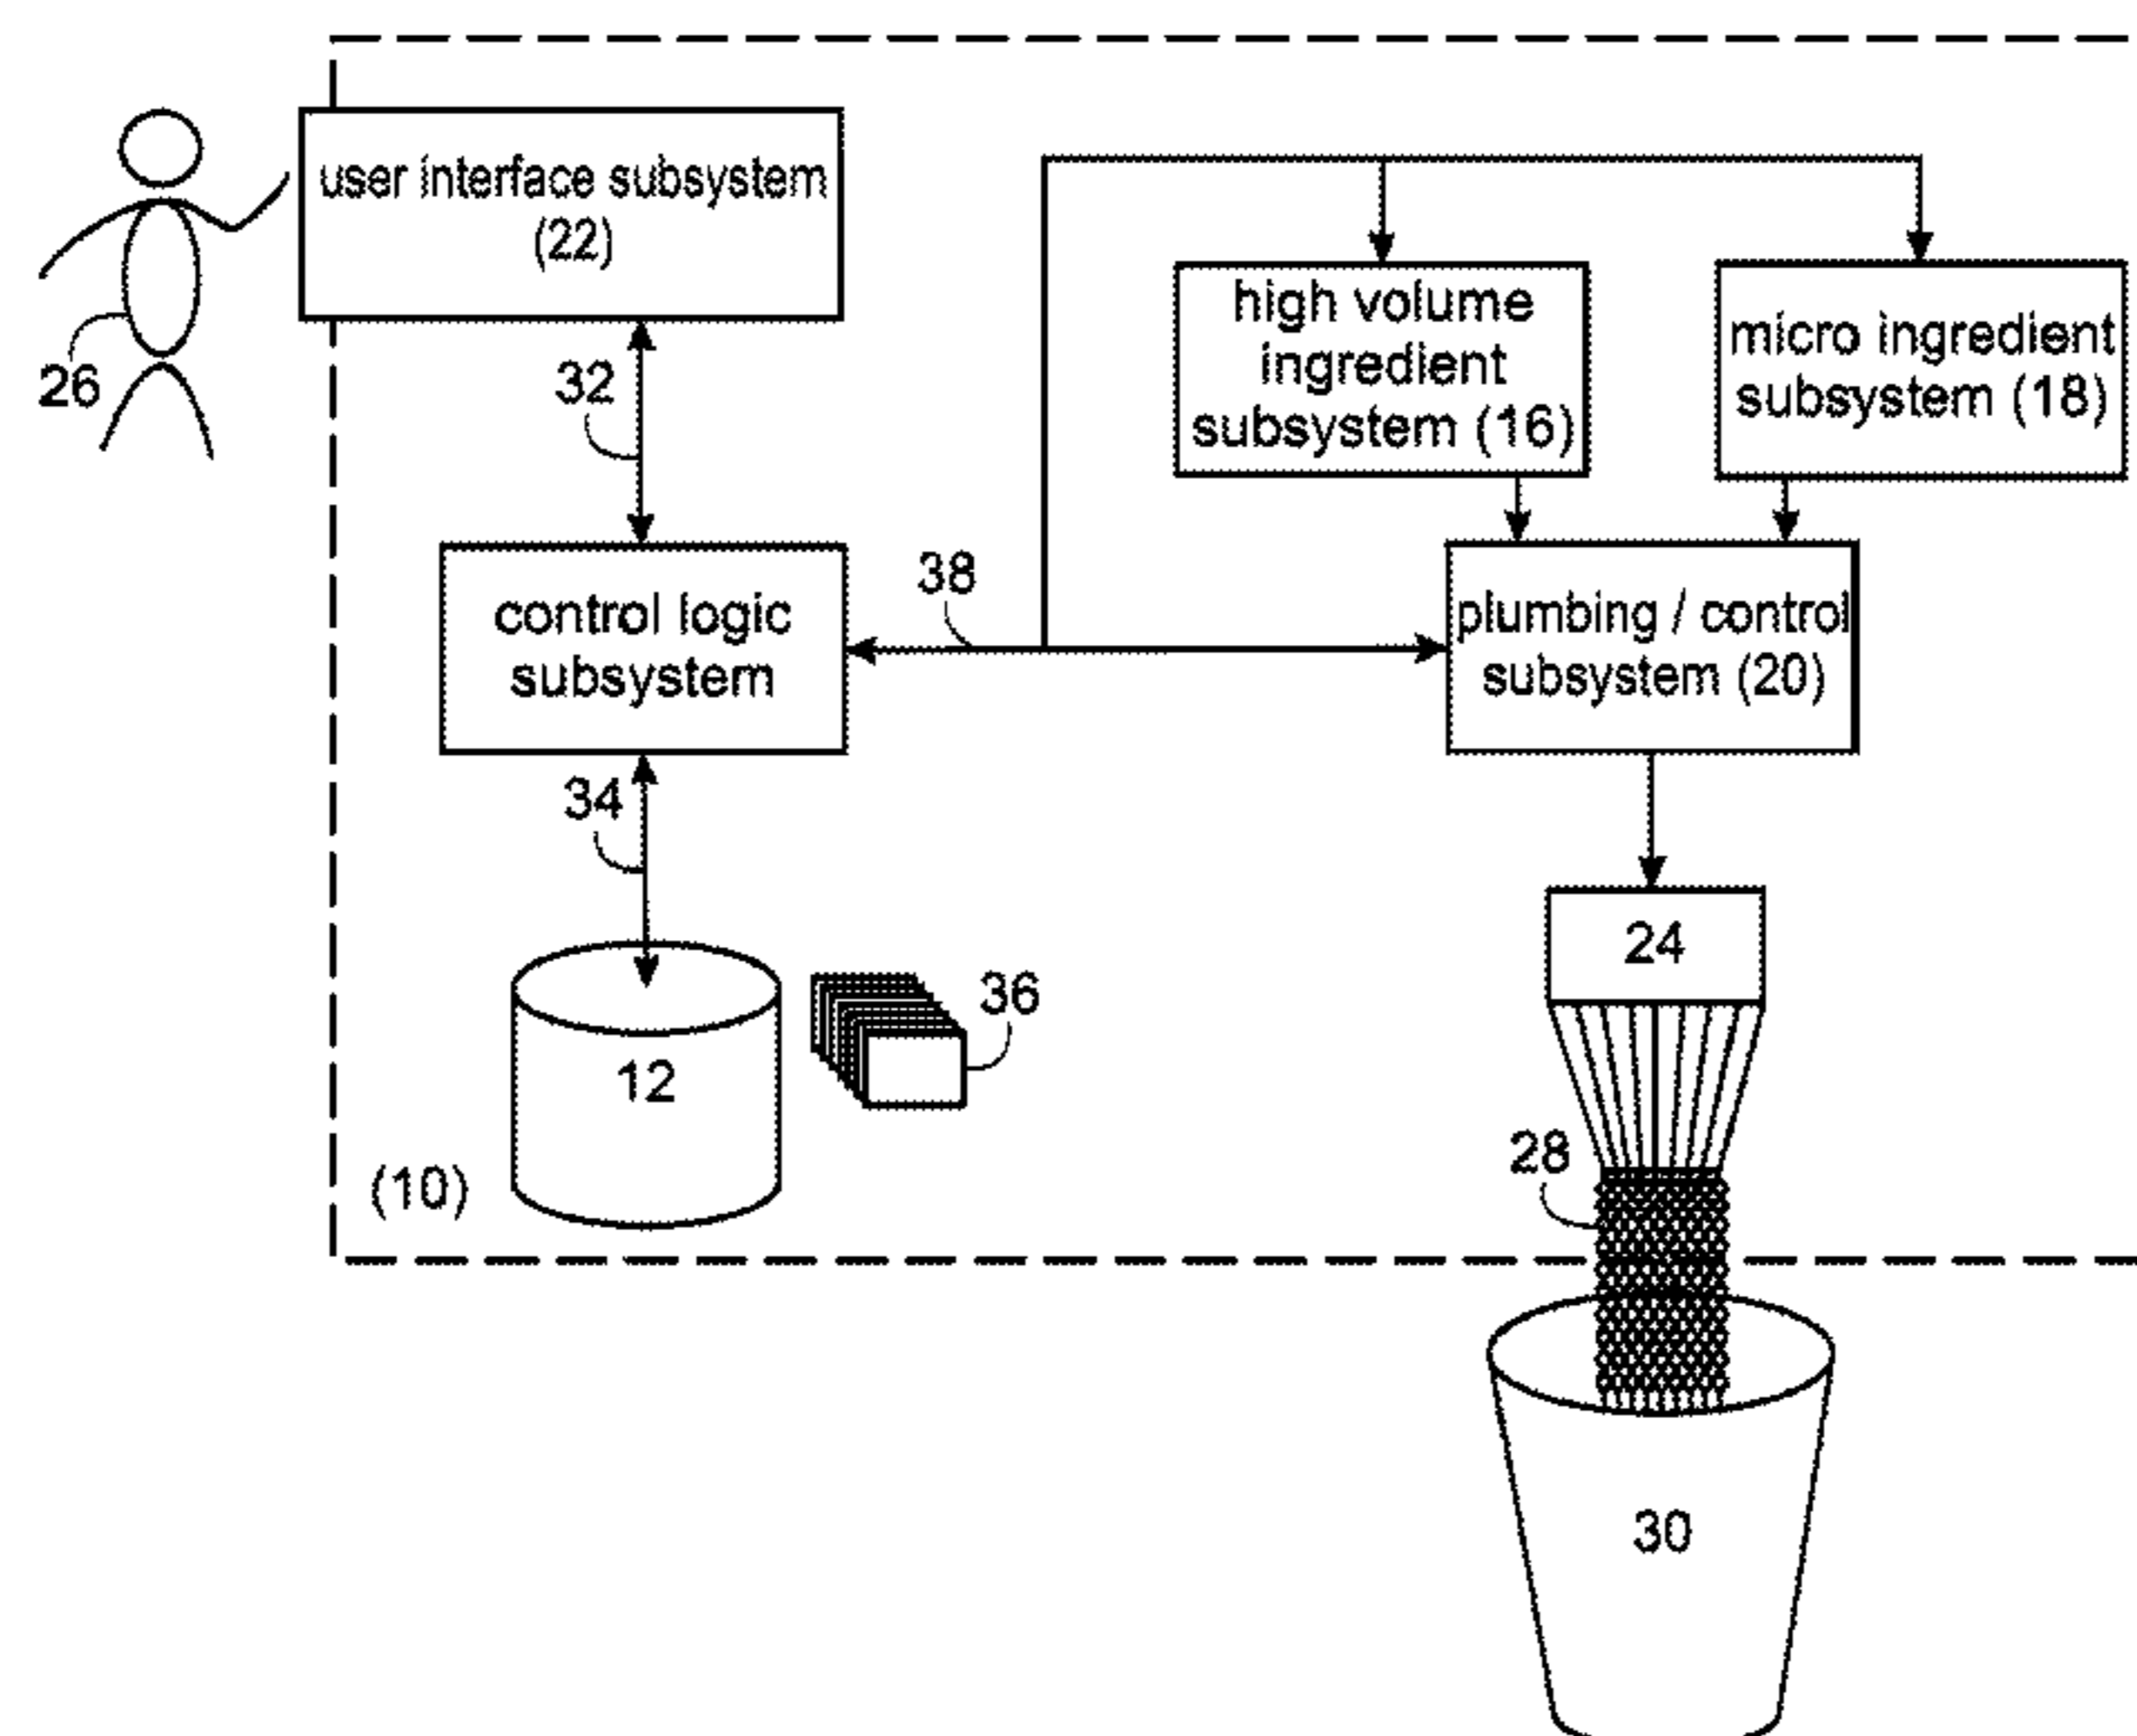 user interface subsystem
(22)
26
32
high volume
ingredient
subsystem (16)
micro ingredient
subsystem (18)
control logic
subsystem
38
plumbing / control
subsystem (20)
34
24
36
12
28
(10)
30